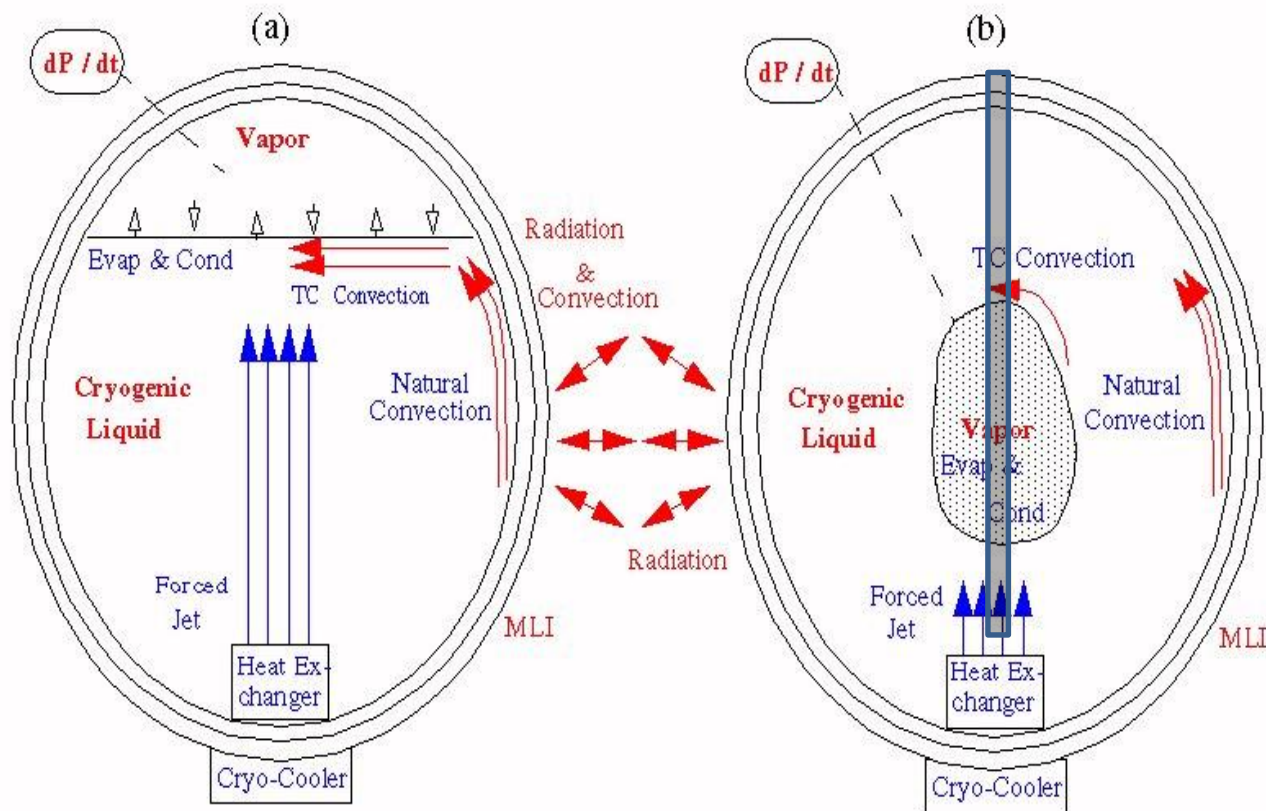 (a)
dP / dt
Vapor
Evap & Cond
TC Convection
Radiation
&
Convection
Cryogenic
Liquid
Natural
Convection
Forced
Jet
MLI
Heat Ex-
changer
Cryo-Cooler
Radiation
(b)
dP / dt
TC Convection
Cryogenic
Liquid
Vapor
Evap &
Cond
Natural
Convection
Forced
Jet
MLI
Heat Ex-
changer
Cryo-Cooler